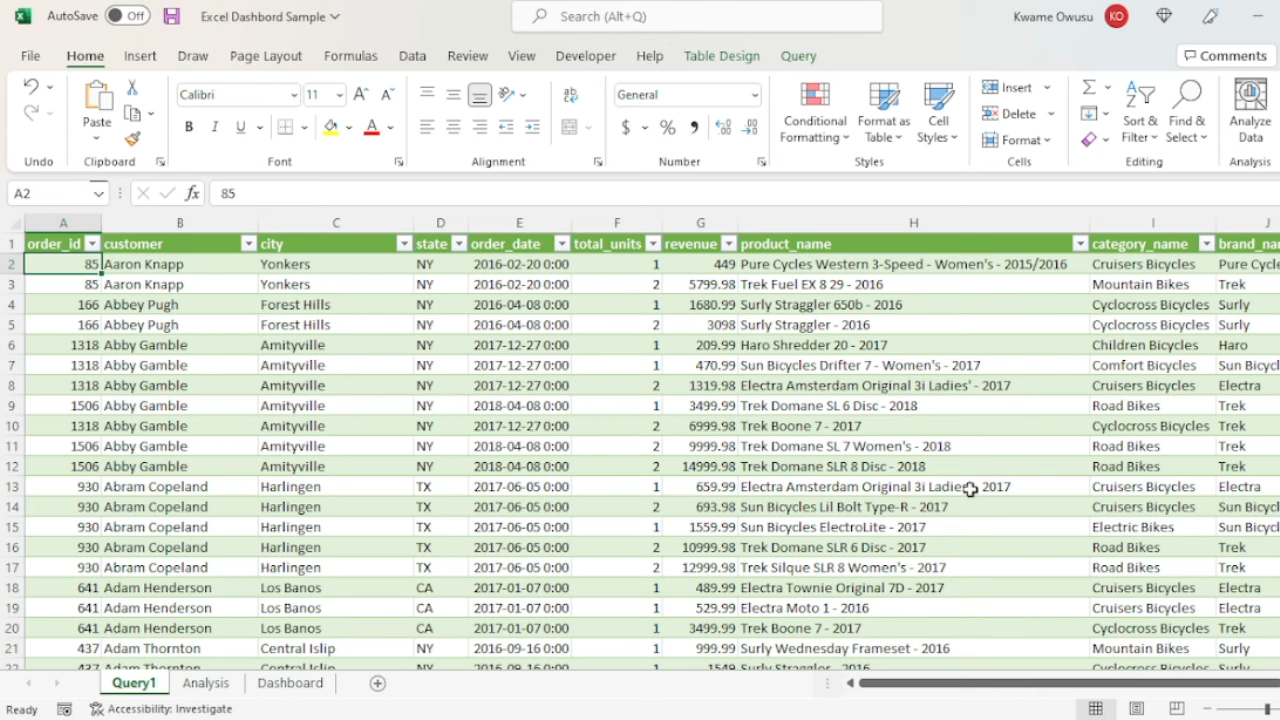 AutoSave Off Excel Dashbord Sample Search (Alt+Q) Kwame Owusu KO
File Home Insert Draw Page Layout Formulas Data Review View Developer Help Table Design Query Comments
Calibri 11 General Insert
Paste Conditional Formatting Format as Table Cell Styles Delete Sort & Filter Find & Select Analyze Data
B I U $ % Format
Undo Clipboard Font Alignment Number Styles Cells Editing Analysis
A2 fx 85
A B C D E F G H I J
1 order_id customer city state order_date total_units revenue product_name category_name brand_na
2 85 Aaron Knapp Yonkers NY 2016-02-20 0:00 1 449 Pure Cycles Western 3-Speed - Women's - 2015/2016 Cruisers Bicycles Pure Cycle
3 85 Aaron Knapp Yonkers NY 2016-02-20 0:00 2 5799.98 Trek Fuel EX 8 29 - 2016 Mountain Bikes Trek
4 166 Abbey Pugh Forest Hills NY 2016-04-08 0:00 1 1680.99 Surly Straggler 650b - 2016 Cyclocross Bicycles Surly
5 166 Abbey Pugh Forest Hills NY 2016-04-08 0:00 2 3098 Surly Straggler - 2016 Cyclocross Bicycles Surly
6 1318 Abby Gamble Amityville NY 2017-12-27 0:00 1 209.99 Haro Shredder 20 - 2017 Children Bicycles Haro
7 1318 Abby Gamble Amityville NY 2017-12-27 0:00 1 470.99 Sun Bicycles Drifter 7 - Women's - 2017 Comfort Bicycles Sun Bicycl
8 1318 Abby Gamble Amityville NY 2017-12-27 0:00 2 1319.98 Electra Amsterdam Original 3i Ladies' - 2017 Cruisers Bicycles Electra
9 1506 Abby Gamble Amityville NY 2018-04-08 0:00 1 3499.99 Trek Domane SL 6 Disc - 2018 Road Bikes Trek
10 1318 Abby Gamble Amityville NY 2017-12-27 0:00 2 6999.98 Trek Boone 7 - 2017 Cyclocross Bicycles Trek
11 1506 Abby Gamble Amityville NY 2018-04-08 0:00 2 9999.98 Trek Domane SL 7 Women's - 2018 Road Bikes Trek
12 1506 Abby Gamble Amityville NY 2018-04-08 0:00 2 14999.98 Trek Domane SLR 8 Disc - 2018 Road Bikes Trek
13 930 Abram Copeland Harlingen TX 2017-06-05 0:00 1 659.99 Electra Amsterdam Original 3i Ladies 2017 Cruisers Bicycles Electra
14 930 Abram Copeland Harlingen TX 2017-06-05 0:00 2 693.98 Sun Bicycles Lil Bolt Type-R - 2017 Cruisers Bicycles Sun Bicycl
15 930 Abram Copeland Harlingen TX 2017-06-05 0:00 1 1559.99 Sun Bicycles ElectroLite - 2017 Electric Bikes Sun Bicycl
16 930 Abram Copeland Harlingen TX 2017-06-05 0:00 2 10999.98 Trek Domane SLR 6 Disc - 2017 Road Bikes Trek
17 930 Abram Copeland Harlingen TX 2017-06-05 0:00 2 12999.98 Trek Silque SLR 8 Women's - 2017 Road Bikes Trek
18 641 Adam Henderson Los Banos CA 2017-01-07 0:00 1 489.99 Electra Townie Original 7D - 2017 Cruisers Bicycles Electra
19 641 Adam Henderson Los Banos CA 2017-01-07 0:00 1 529.99 Electra Moto 1 - 2016 Cruisers Bicycles Electra
20 641 Adam Henderson Los Banos CA 2017-01-07 0:00 1 3499.99 Trek Boone 7 - 2017 Cyclocross Bicycles Trek
21 437 Adam Thornton Central Islip NY 2016-09-16 0:00 1 999.99 Surly Wednesday Frameset - 2016 Mountain Bikes Surly
22 437 Adam Thornton Central Islip NY 2016-09-16 0:00 1 1549 Surly Straggler - 2016 Cyclocross Bicycles Surly
Query1 Analysis Dashboard
Ready Accessibility: Investigate